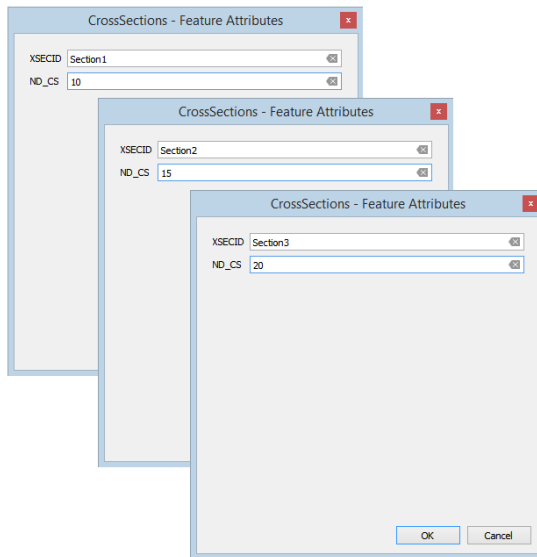 CrossSections - Feature Attributes
x
XSECID Section1
ND_CS 10
CrossSections - Feature Attributes
x
XSECID Section2
ND_CS 15
CrossSections - Feature Attributes
x
XSECID Section3
ND_CS 20
OK Cancel